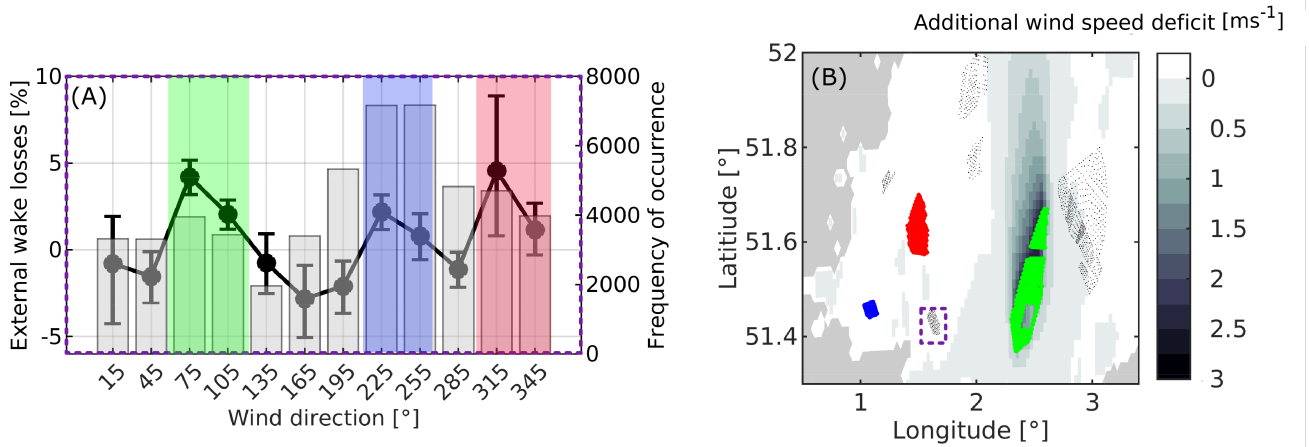 Additional wind speed deficit [ms-1]
(A)
External wake losses [%]
10
5
0
-5
8000
6000
4000
2000
0
Frequency of occurrence
15 45 75 105 135 165 195 225 255 285 315 345
Wind direction [°]
(B)
Latitiude [°]
52
51.8
51.6
51.4
1 2 3
Longitude [°]
0
0.5
1
1.5
2
2.5
3